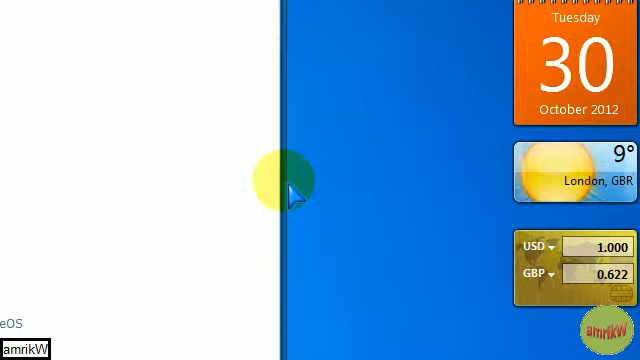 Tuesday
30
October 2012
9°
London, GBR
USD 1.000
GBP 0.622
eOS
amrikW
amrikW